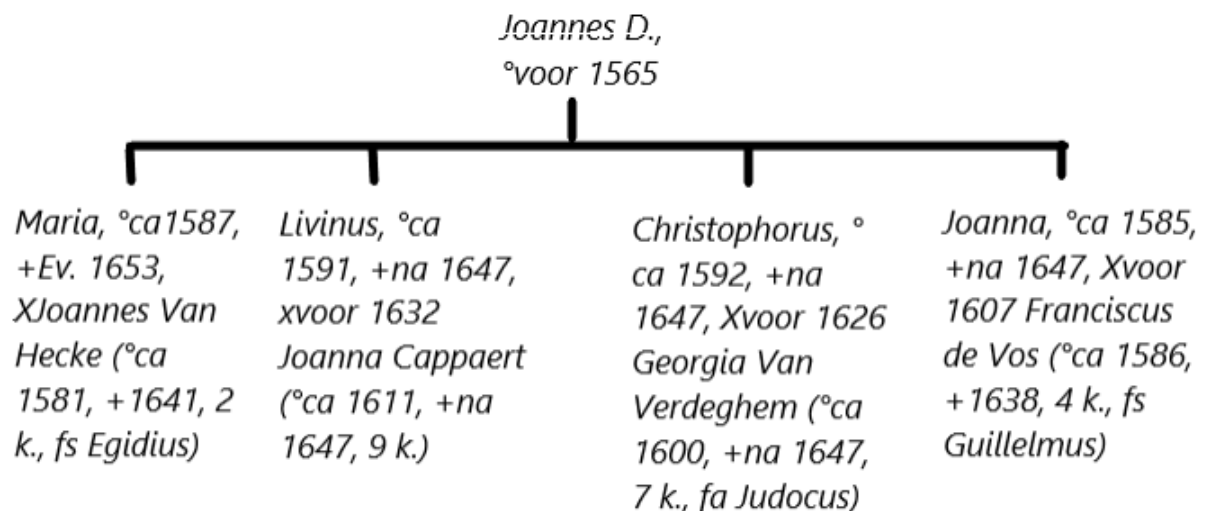 Joannes D.,
°voor 1565
Maria, °ca1587,
+Ev. 1653,
XJoannes Van
Hecke (°ca
1581, +1641, 2
k., fs Egidius)
Livinus, °ca
1591, +na 1647,
xvoor 1632
Joanna Cappaert
(°ca 1611, +na
1647, 9 k.)
Christophorus, °
ca 1592, +na
1647, Xvoor 1626
Georgia Van
Verdeghem (°ca
1600, +na 1647,
7 k., fa Judocus)
Joanna, °ca 1585,
+na 1647, Xvoor
1607 Franciscus
de Vos (°ca 1586,
+1638, 4 k., fs
Guillelmus)